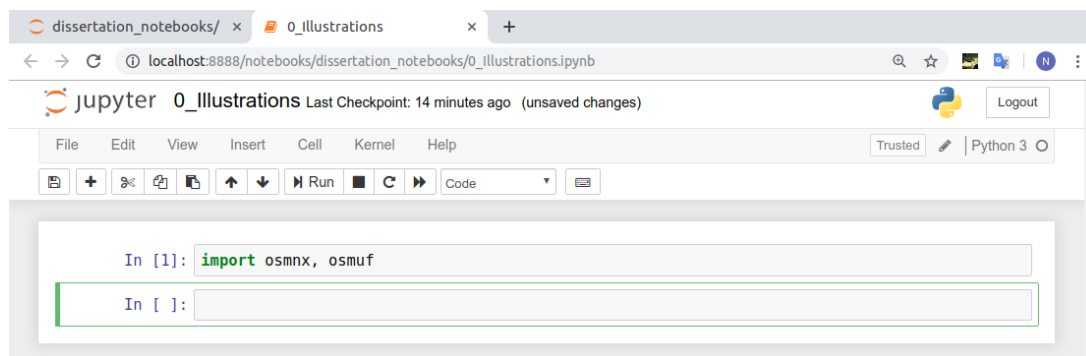 dissertation_notebooks/ × 0_Illustrations × +
localhost:8888/notebooks/dissertation_notebooks/0_Illustrations.ipynb N
jupyter 0_Illustrations Last Checkpoint: 14 minutes ago (unsaved changes) Logout
File Edit View Insert Cell Kernel Help Trusted Python 3
Run Code
In [1]: import osmnx, osmuf
In [ ]: